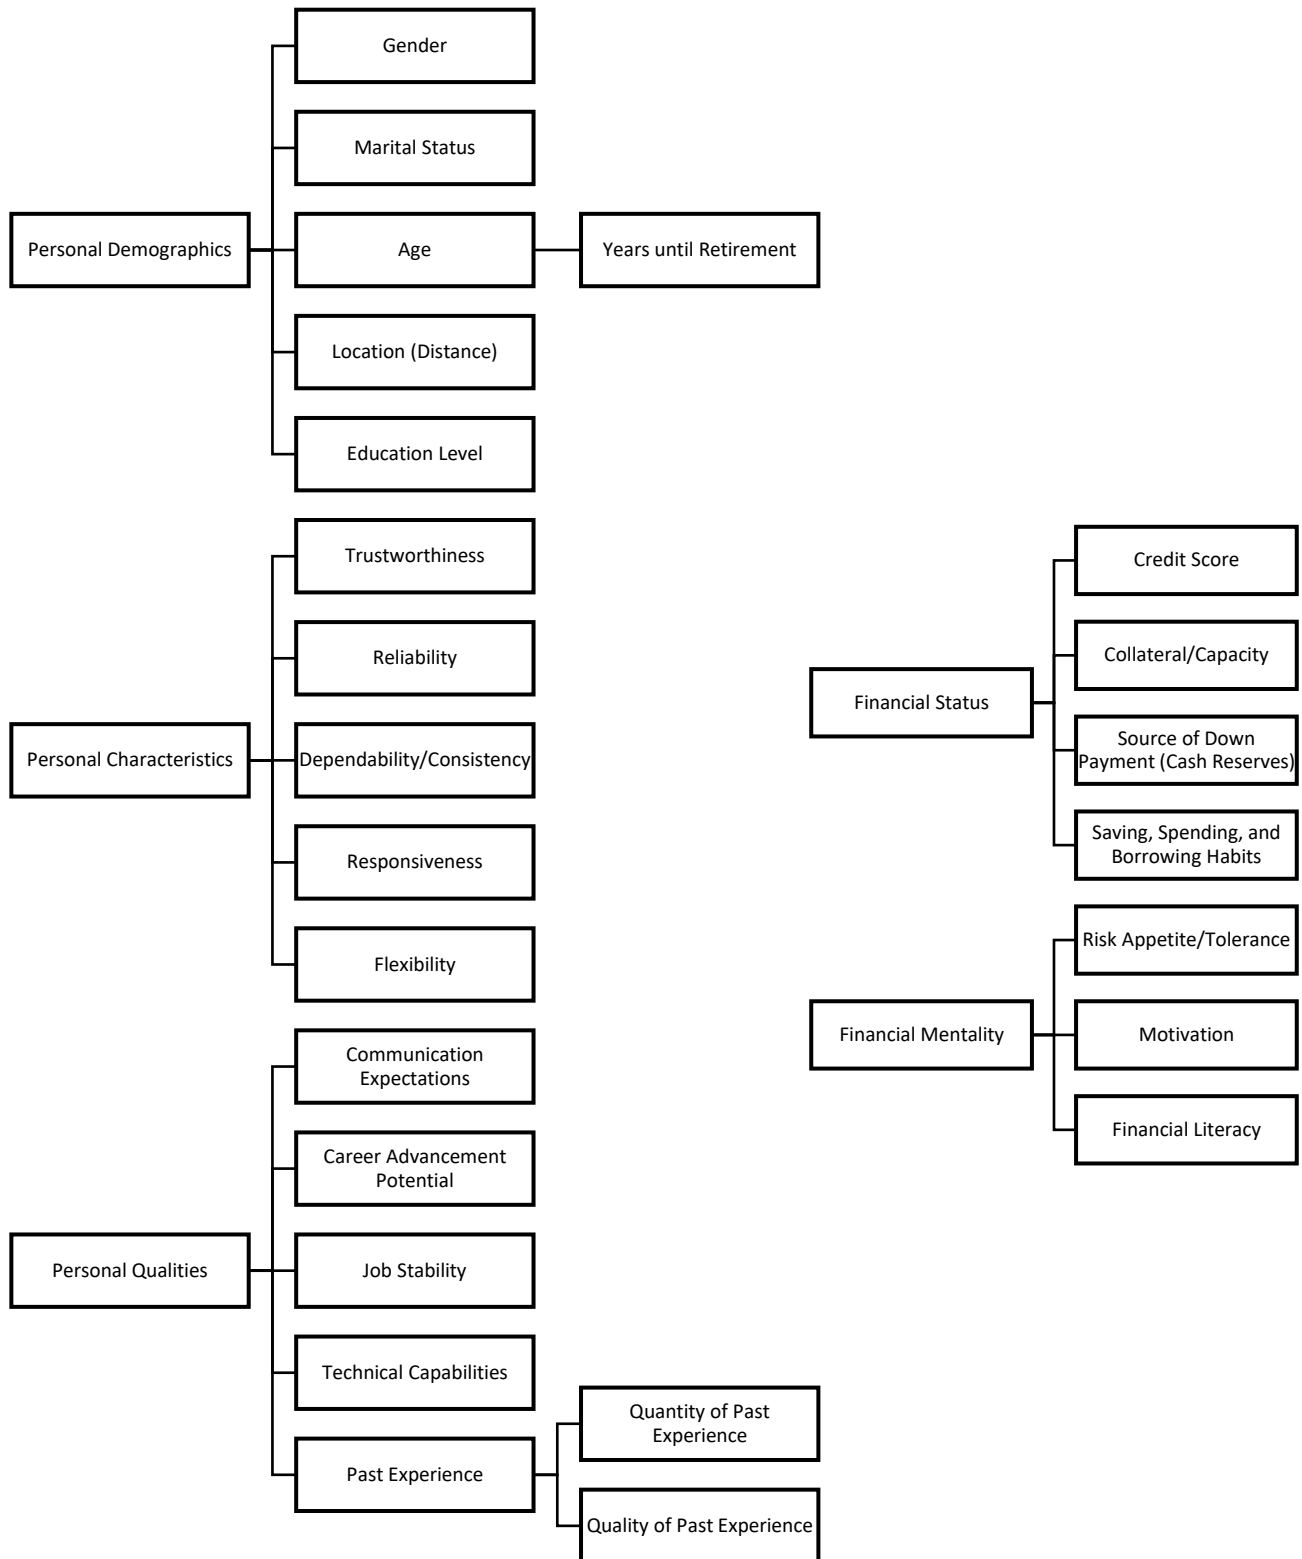 Gender
Marital Status
Personal Demographics
Age
Years until Retirement
Location (Distance)
Education Level
Trustworthiness
Reliability
Personal Characteristics
Dependability/Consistency
Responsiveness
Flexibility
Communication
Expectations
Career Advancement
Potential
Personal Qualities
Job Stability
Technical Capabilities
Past Experience
Quantity of Past
Experience
Quality of Past Experience
Financial Status
Credit Score
Collateral/Capacity
Source of Down
Payment (Cash Reserves)
Saving, Spending, and
Borrowing Habits
Financial Mentality
Risk Appetite/Tolerance
Motivation
Financial Literacy